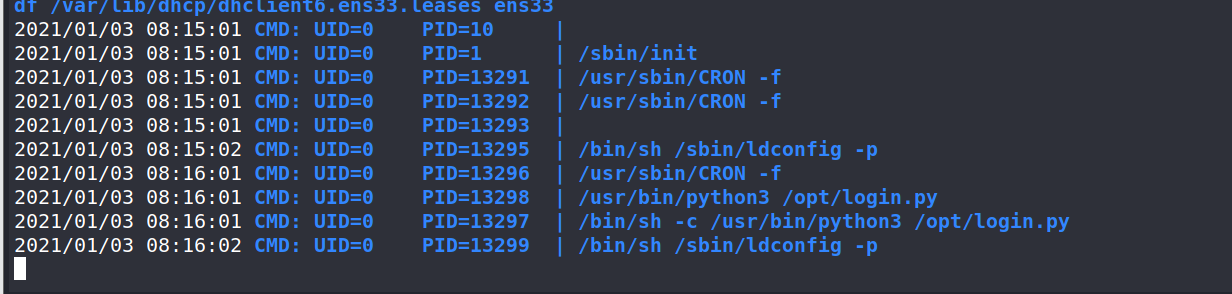 df /var/lib/dhcp/dhclient6.ens33.leases ens33
2021/01/03 08:15:01 CMD: UID=0    PID=10     |
2021/01/03 08:15:01 CMD: UID=0    PID=1      | /sbin/init
2021/01/03 08:15:01 CMD: UID=0    PID=13291  | /usr/sbin/CRON -f
2021/01/03 08:15:01 CMD: UID=0    PID=13292  | /usr/sbin/CRON -f
2021/01/03 08:15:01 CMD: UID=0    PID=13293  |
2021/01/03 08:15:02 CMD: UID=0    PID=13295  | /bin/sh /sbin/ldconfig -p
2021/01/03 08:16:01 CMD: UID=0    PID=13296  | /usr/sbin/CRON -f
2021/01/03 08:16:01 CMD: UID=0    PID=13298  | /usr/bin/python3 /opt/login.py
2021/01/03 08:16:01 CMD: UID=0    PID=13297  | /bin/sh -c /usr/bin/python3 /opt/login.py
2021/01/03 08:16:02 CMD: UID=0    PID=13299  | /bin/sh /sbin/ldconfig -p